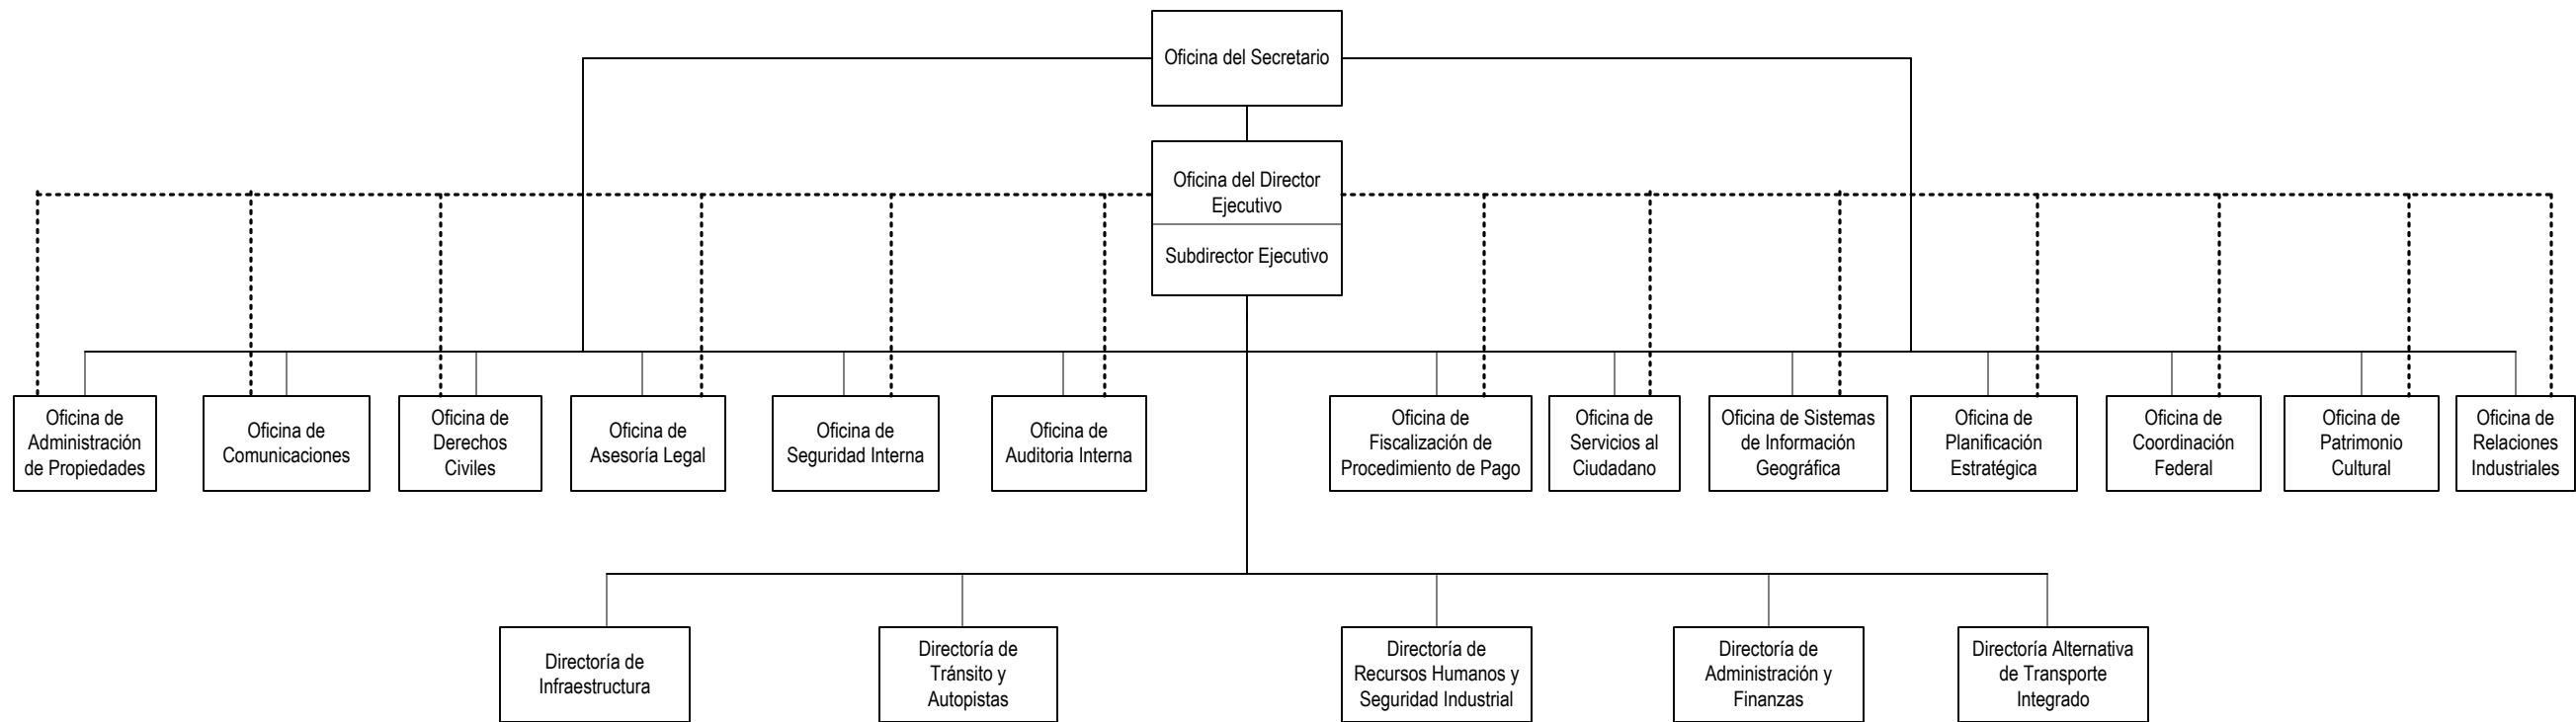 Oficina del Secretario
Oficina del Director
Ejecutivo
Subdirector Ejecutivo
Oficina de
Administración
de Propiedades
Oficina de
Comunicaciones
Oficina de
Derechos
Civiles
Oficina de
Asesoría Legal
Oficina de
Seguridad Interna
Oficina de
Auditoria Interna
Oficina de
Fiscalización de
Procedimiento de Pago
Oficina de
Servicios al
Ciudadano
Oficina de Sistemas
de Información
Geográfica
Oficina de
Planificación
Estratégica
Oficina de
Coordinación
Federal
Oficina de
Patrimonio
Cultural
Oficina de
Relaciones
Industriales
Directoría de
Infraestructura
Directoría de
Tránsito y
Autopistas
Directoría de
Recursos Humanos y
Seguridad Industrial
Directoría de
Administración y
Finanzas
Directoría Alternativa
de Transporte
Integrado